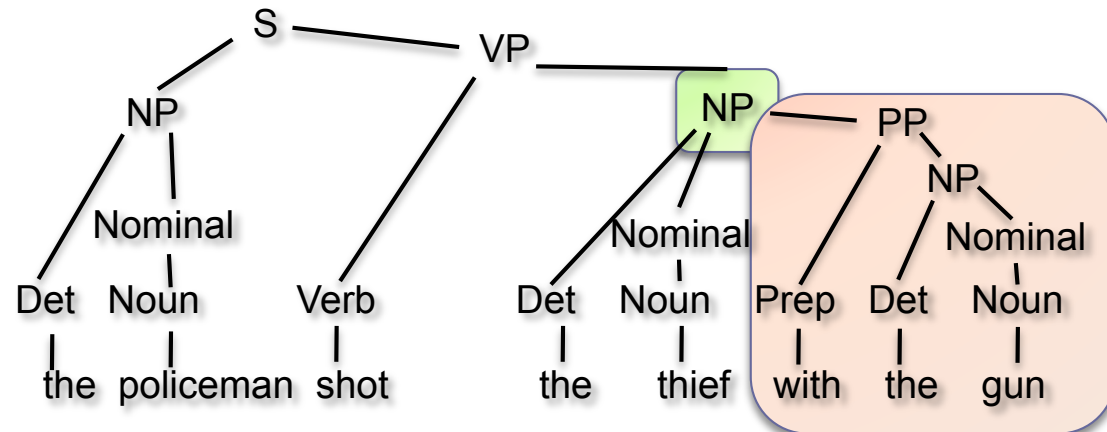 S
VP
NP
NP
PP
NP
Nominal
Nominal
Nominal
Det Noun Verb Det Noun Prep Det Noun
the policeman shot the thief with the gun